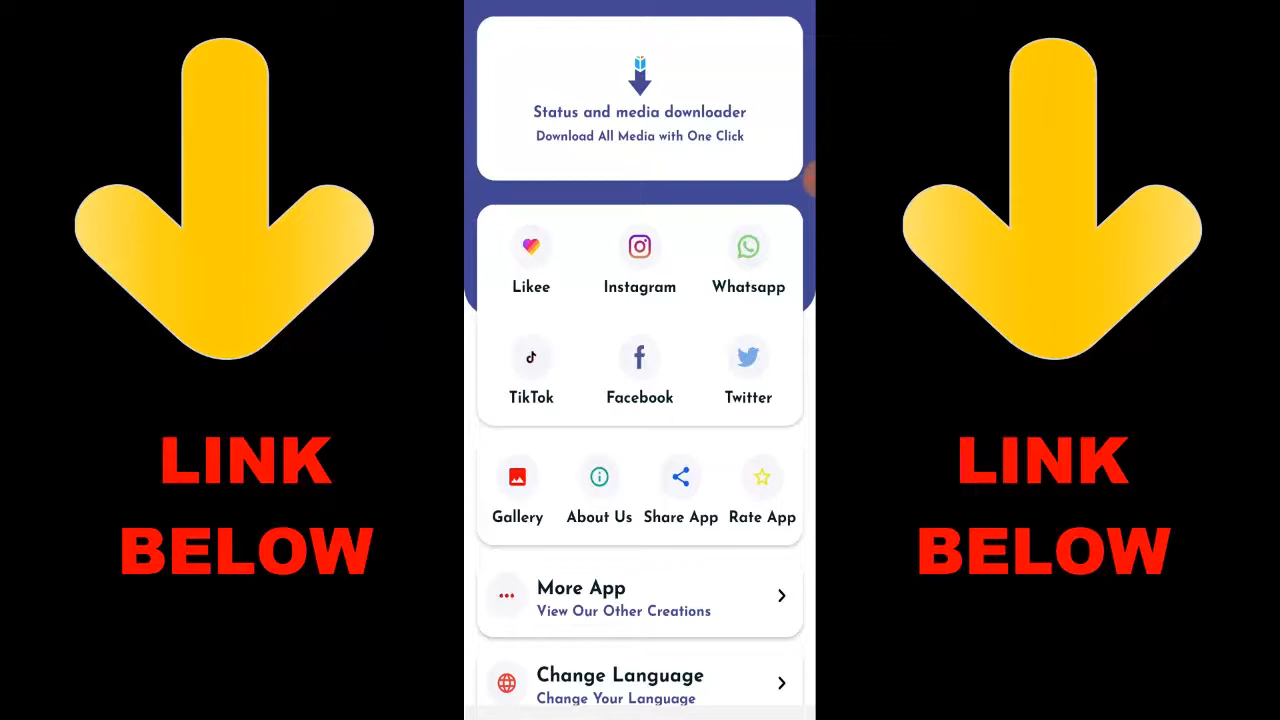 Status and media downloader
Download All Media with One Click
Likee
Instagram
Whatsapp
TikTok
Facebook
Twitter
Gallery
About Us
Share App
Rate App
More App
View Our Other Creations
Change Language
Change Your Language
LINK
BELOW
LINK
BELOW